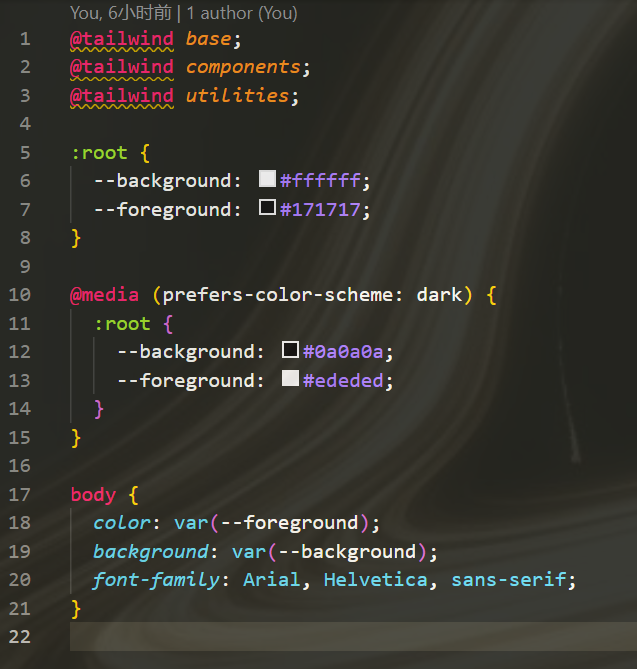 You, 6小时前 | 1 author (You)
1 @tailwind base;
2 @tailwind components;
3 @tailwind utilities;
4
5 :root {
6   --background: #ffffff;
7   --foreground: #171717;
8 }
9
10 @media (prefers-color-scheme: dark) {
11   :root {
12     --background: #0a0a0a;
13     --foreground: #ededed;
14   }
15 }
16
17 body {
18   color: var(--foreground);
19   background: var(--background);
20   font-family: Arial, Helvetica, sans-serif;
21 }
22